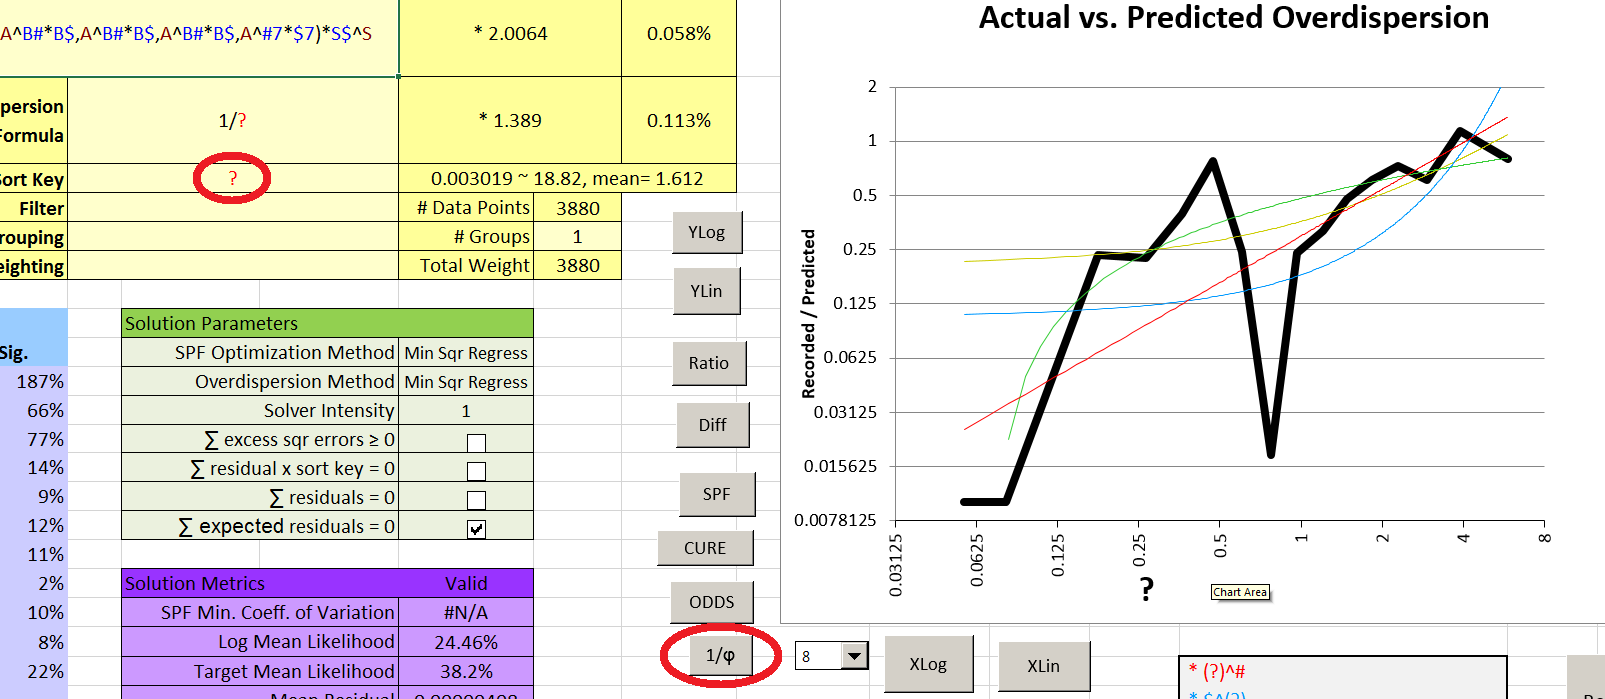 A^B#*B$,A^B#*B$,A^B#*B$,A^#7*$7)*S$^S
* 2.0064
0.058%
persion
Formula
1/?
* 1.389
0.113%
Sort Key
?
0.003019 ~ 18.82, mean= 1.612
Filter
# Data Points
3880
rouping
# Groups
1
eighting
Total Weight
3880
Solution Parameters
SPF Optimization Method
Min Sqr Regress
Overdispersion Method
Min Sqr Regress
Solver Intensity
1
∑ excess sqr errors ≥ 0
∑ residual x sort key = 0
∑ residuals = 0
∑ expected residuals = 0
Sig.
187%
66%
77%
14%
9%
12%
11%
2%
10%
8%
22%
Solution Metrics
Valid
SPF Min. Coeff. of Variation
#N/A
Log Mean Likelihood
24.46%
Target Mean Likelihood
38.2%
YLog
YLin
Ratio
Diff
SPF
CURE
ODDS
1/φ
8
XLog
XLin
Actual vs. Predicted Overdispersion
Recorded / Predicted
2
1
0.5
0.25
0.125
0.0625
0.03125
0.015625
0.0078125
0.03125
0.0625
0.125
0.25
0.5
1
2
4
8
?
Chart Area
* (?)^#
* $^(?)